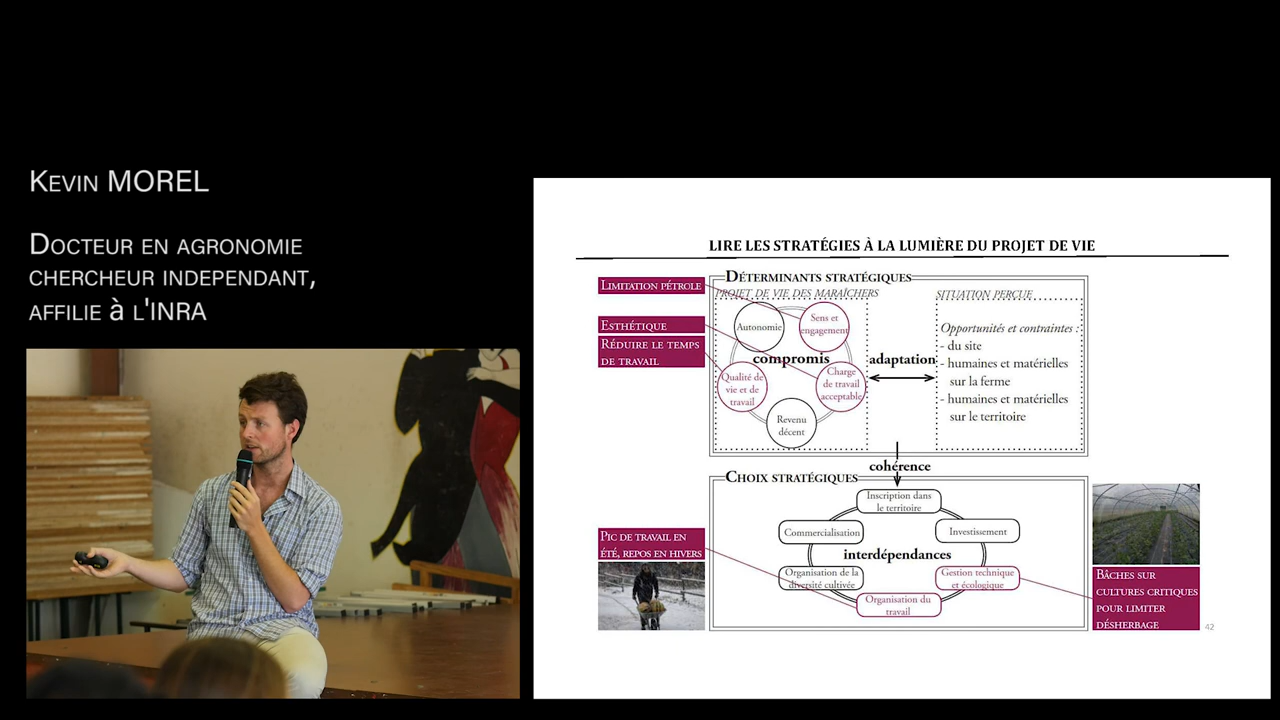 Kevin MOREL
Docteur en agronomie
chercheur independant,
affilie à l'INRA
LIRE LES STRATÉGIES À LA LUMIÈRE DU PROJET DE VIE
Limitation pétrole
Esthétique
Réduire le temps
de travail
Déterminants stratégiques
PROJET DE VIE DES MARAÎCHERS
Autonomie
Sens et
engagement
compromis
Qualité de
vie et de
travail
Charge
de travail
acceptable
Revenu
décent
adaptation
SITUATION PERCUE
Opportunités et contraintes :
- du site
- humaines et matérielles
sur la ferme
- humaines et matérielles
sur le territoire
cohérence
Choix stratégiques
Inscription dans
le territoire
Commercialisation
Investissement
interdépendances
Organisation de la
diversité cultivée
Gestion technique
et écologique
Organisation du
travail
Pic de travail en
été, repos en hivers
Bâches sur
cultures critiques
pour limiter
désherbage
42